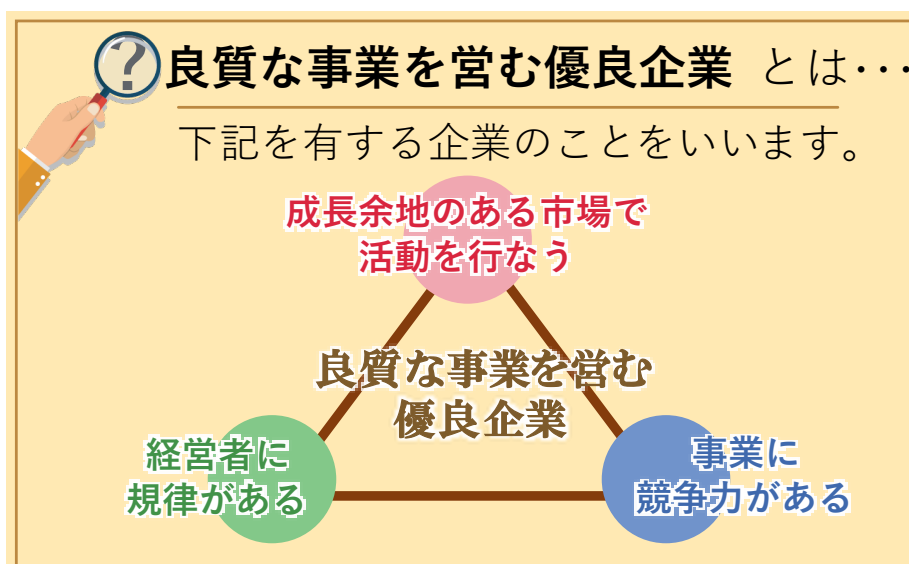 ?
良質な事業を営む優良企業 とは･･･
下記を有する企業のことをいいます。
成長余地のある市場で
活動を行なう
良質な事業を営む
優良企業
経営者に
規律がある
事業に
競争力がある